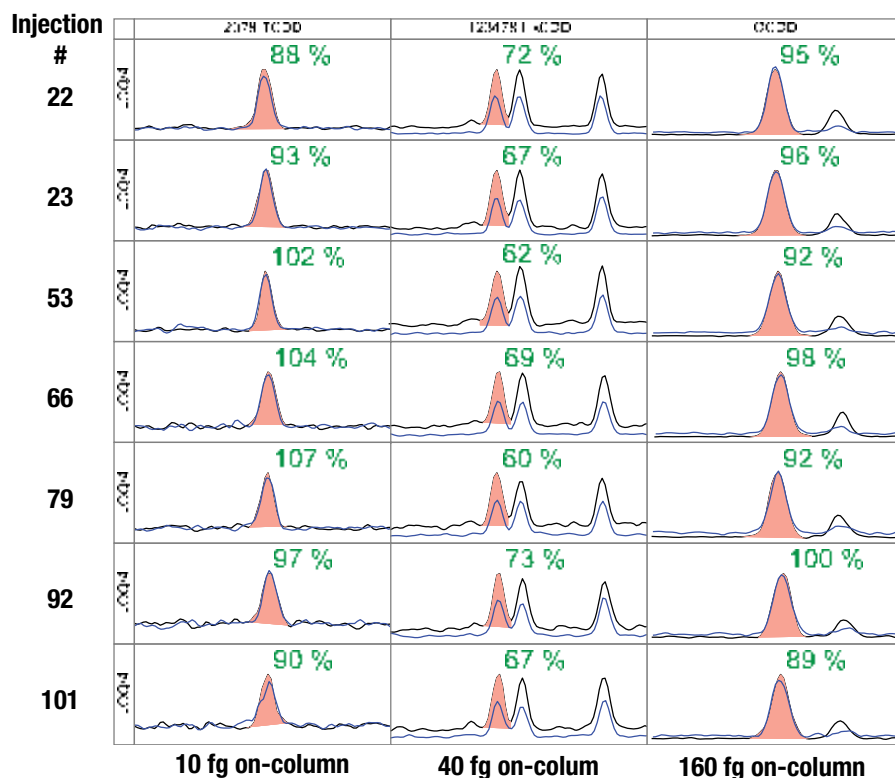 Injection
#
2378 TCDD 123478 HxCDD OCDD
22 88 % 72 % 95 %
23 93 % 67 % 96 %
53 102 % 62 % 92 %
66 104 % 69 % 98 %
79 107 % 60 % 92 %
92 97 % 73 % 100 %
101 90 % 67 % 89 %
10 fg on-column 40 fg on-colum 160 fg on-column